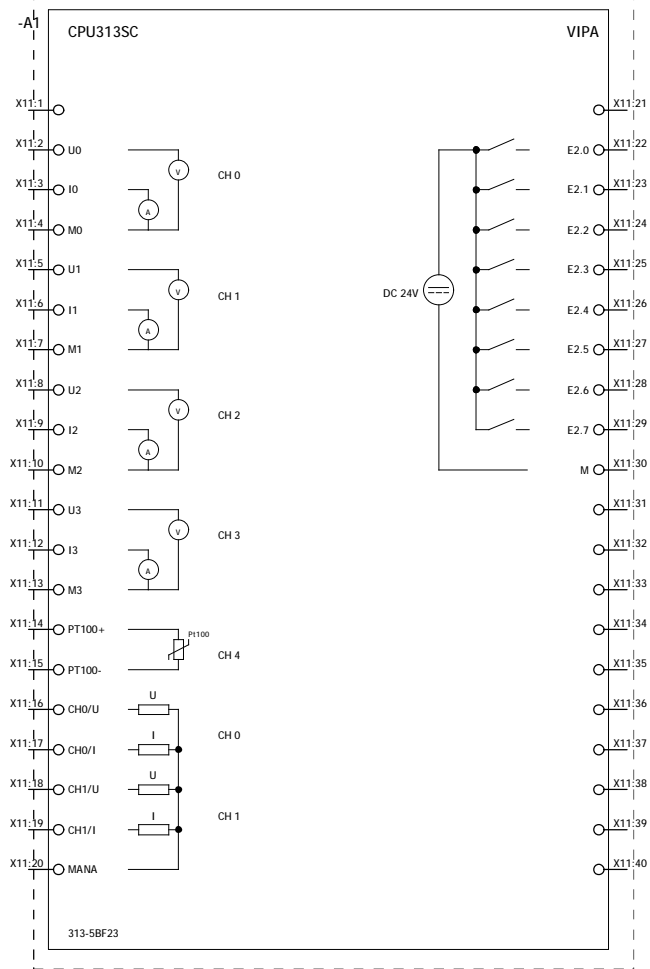 -A1
CPU313SC VIPA
X11:1 X11:21
X11:2 U0 E2.0 X11:22
V CH 0
X11:3 I0 E2.1 X11:23
A
X11:4 M0 E2.2 X11:24
X11:5 U1 E2.3 X11:25
V CH 1 DC 24V
X11:6 I1 E2.4 X11:26
A
X11:7 M1 E2.5 X11:27
X11:8 U2 E2.6 X11:28
V CH 2
X11:9 I2 E2.7 X11:29
A
X11:10 M2 M X11:30
X11:11 U3 X11:31
V CH 3
X11:12 I3 X11:32
A
X11:13 M3 X11:33
X11:14 PT100+ X11:34
Pt100
CH 4
X11:15 PT100- X11:35
U
X11:16 CH0/U X11:36
CH 0
I
X11:17 CH0/I X11:37
U
X11:18 CH1/U X11:38
CH 1
I
X11:19 CH1/I X11:39
X11:20 MANA X11:40
313-5BF23